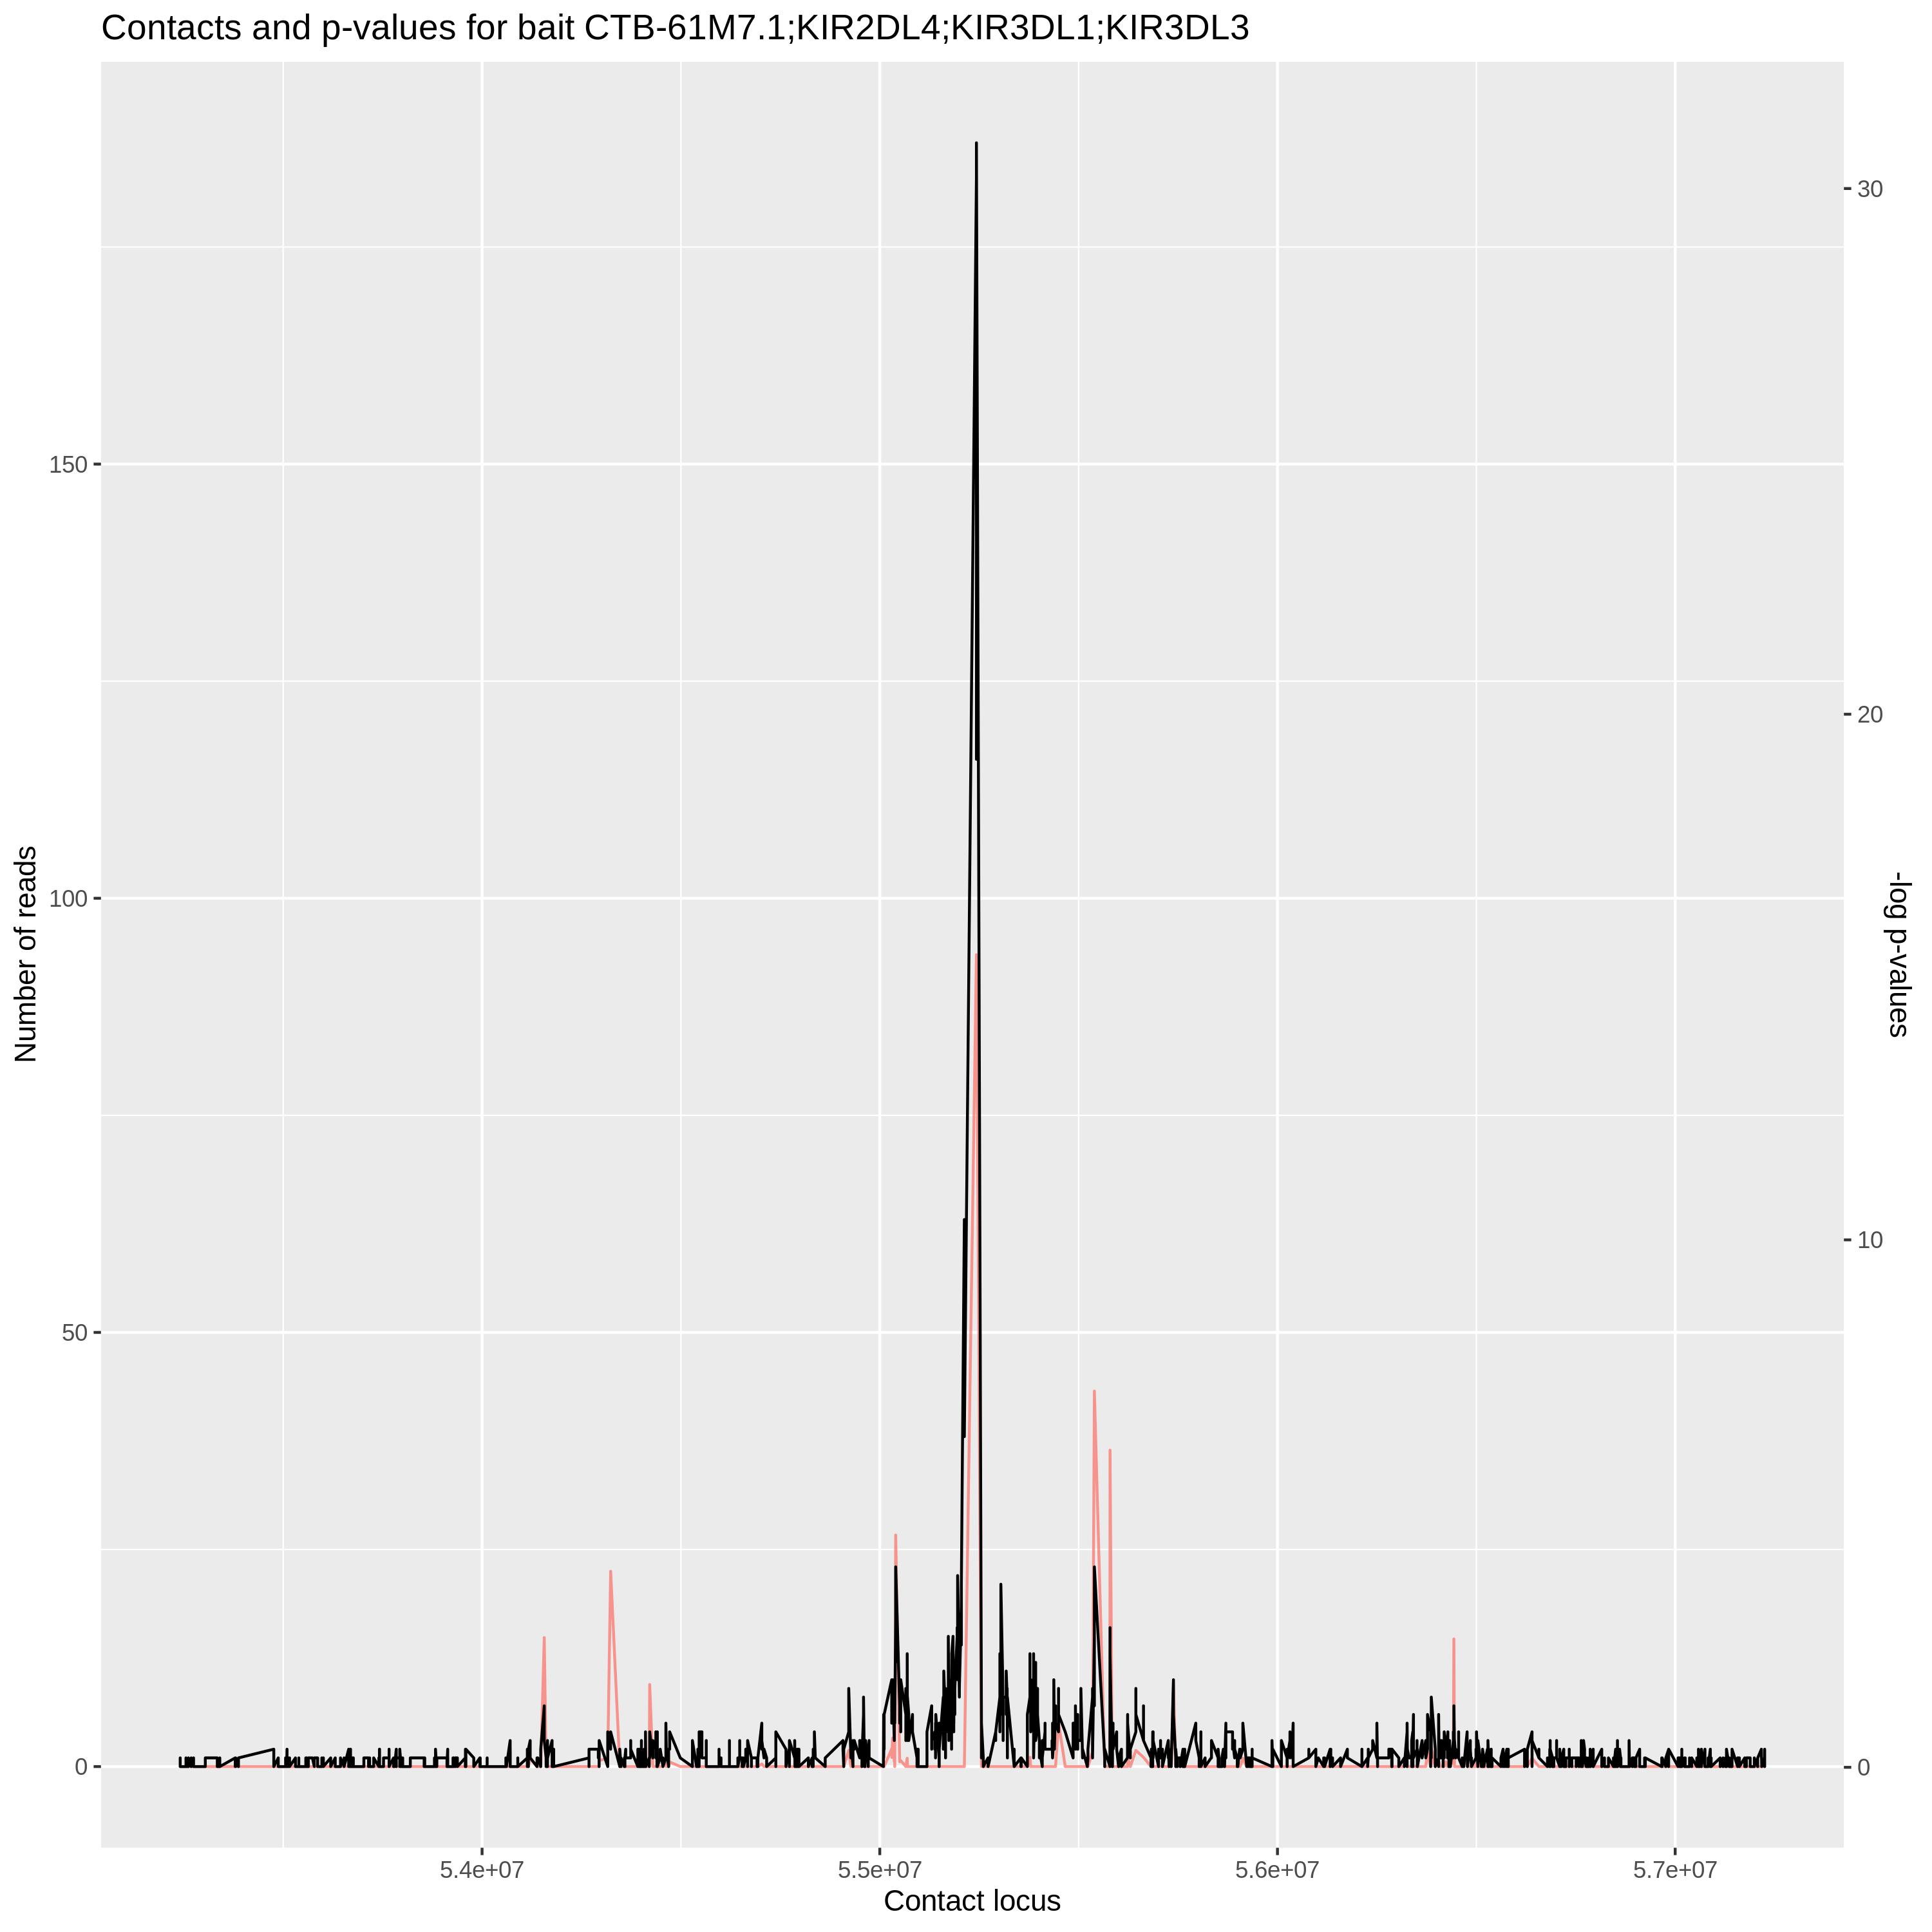 Contacts and p-values for bait CTB-61M7.1;KIR2DL4;KIR3DL1;KIR3DL3
Number of reads
150
100
50
0
30
20
10
0
-log p-values
5.4e+07
5.5e+07
5.6e+07
5.7e+07
Contact locus